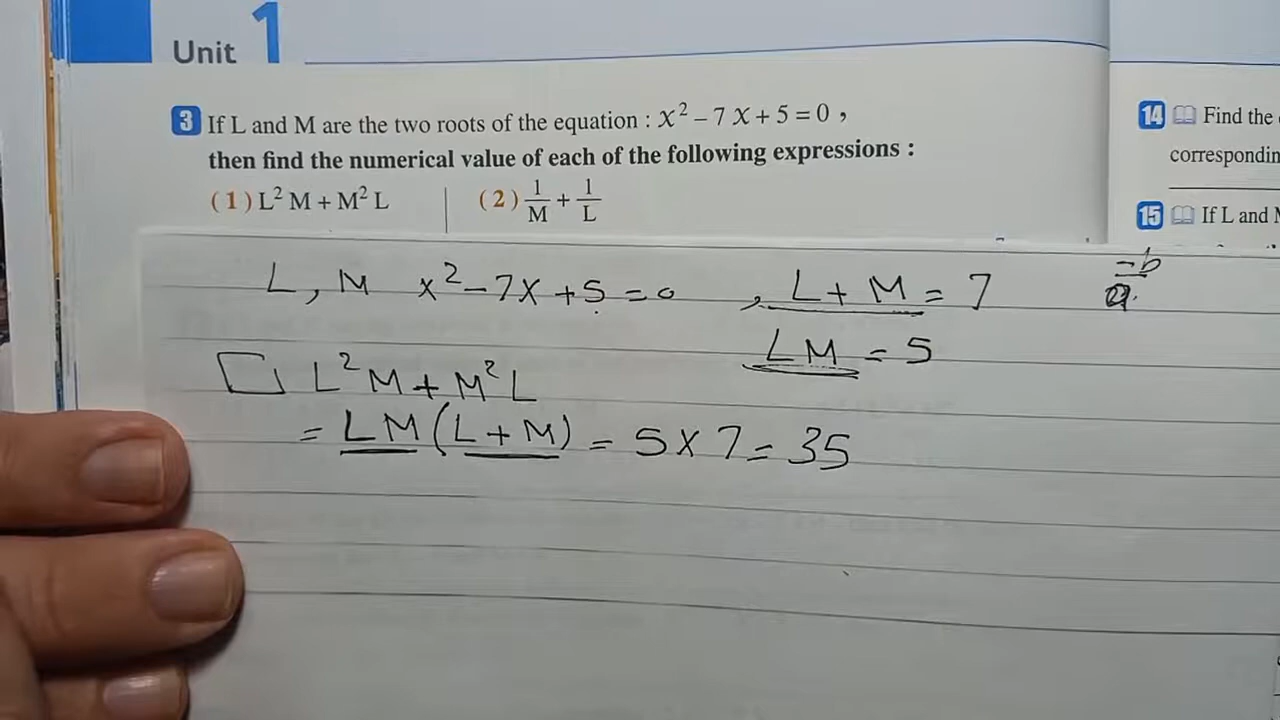 Unit 1
3 If L and M are the two roots of the equation : x² – 7 x + 5 = 0 ,
then find the numerical value of each of the following expressions :
(1) L² M + M² L (2) 1/M + 1/L
14 Find the
correspondin
15 If L and M
L, M x² – 7x + 5 = 0 , L + M = 7 -b/a
LM = 5
L²M + M²L
= LM (L + M) = 5 × 7 = 35